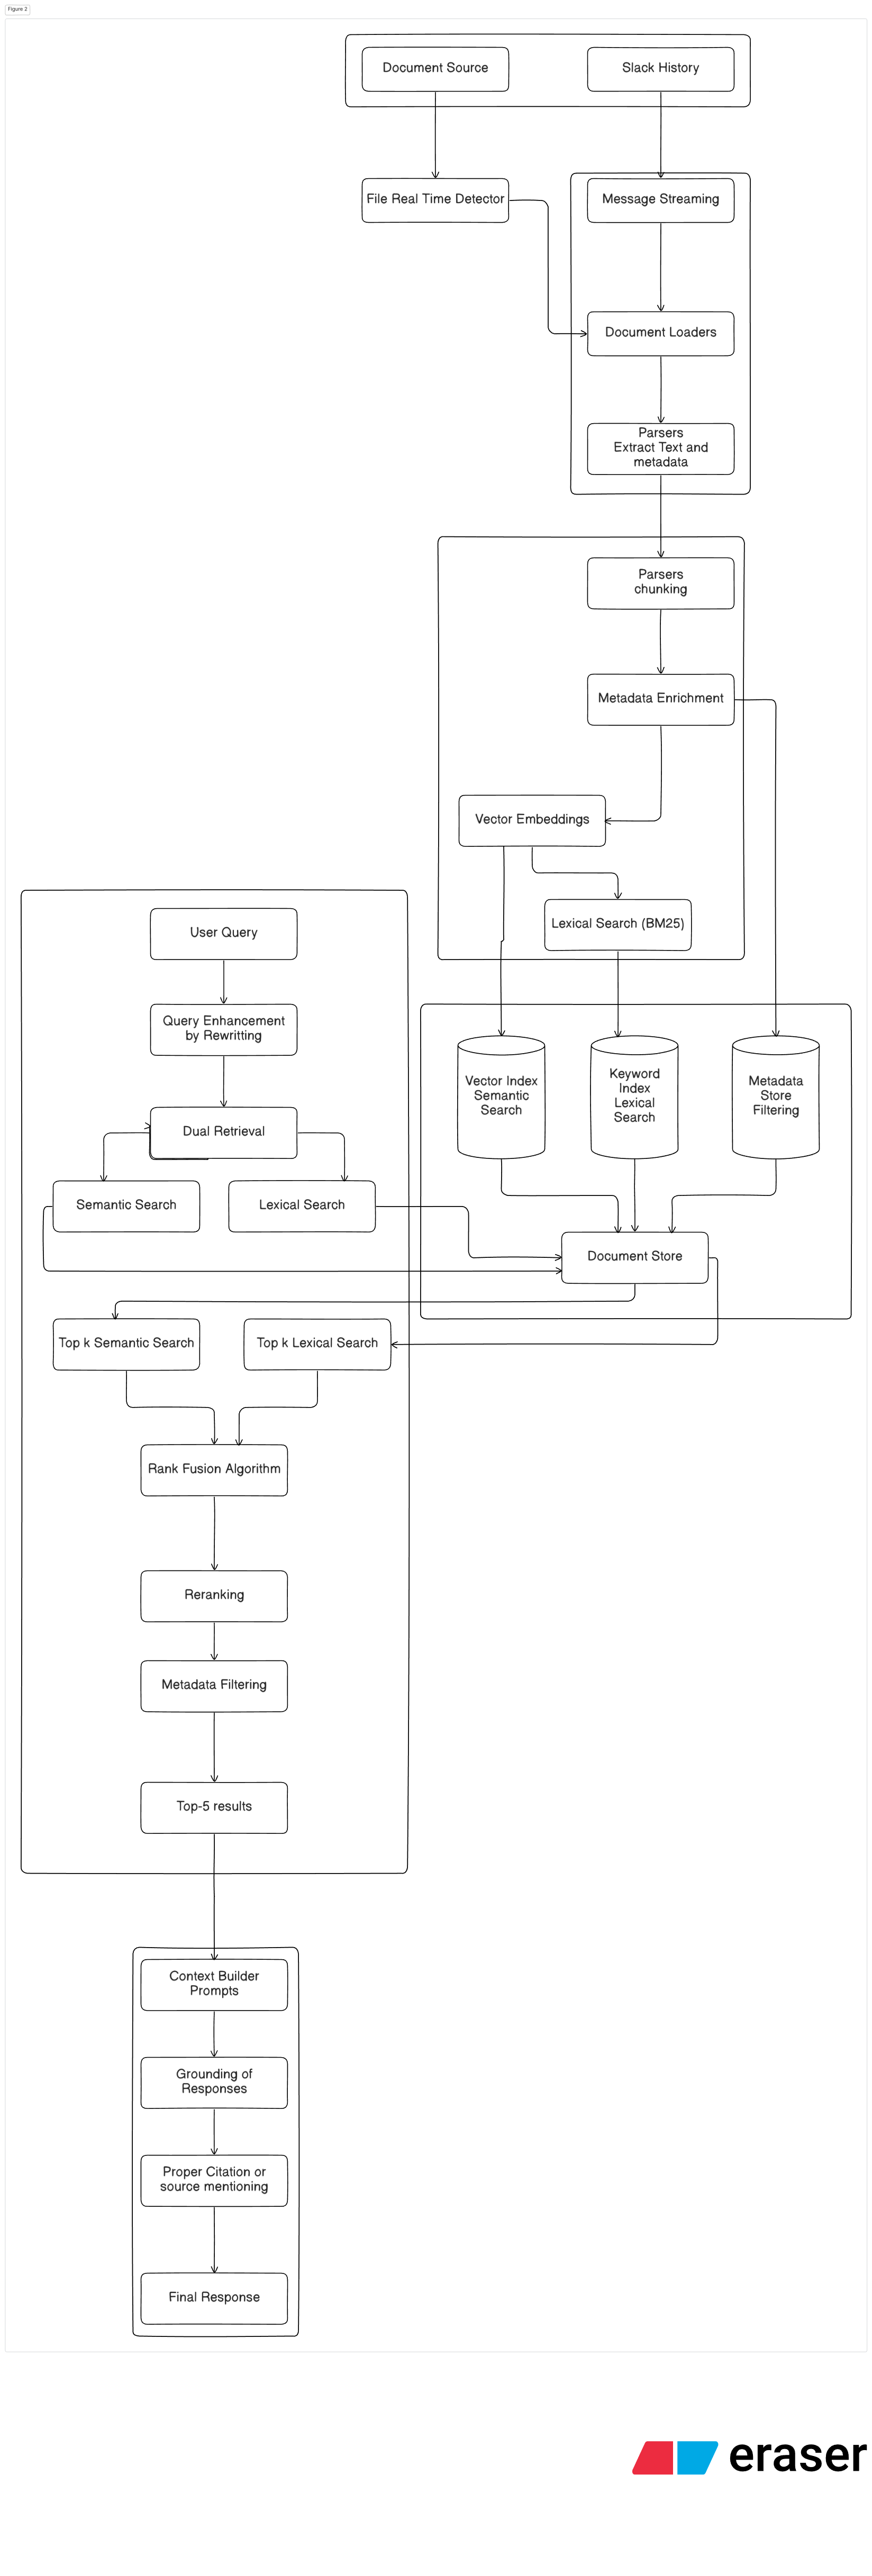 Figure 2
Document Source
Slack History
File Real Time Detector
Message Streaming
Document Loaders
Parsers
Extract Text and
metadata
Parsers
chunking
Metadata Enrichment
Vector Embeddings
Lexical Search (BM25)
User Query
Query Enhancement
by Rewritting
Dual Retrieval
Semantic Search
Lexical Search
Vector Index
Semantic
Search
Keyword
Index
Lexical
Search
Metadata
Store
Filtering
Document Store
Top k Semantic Search
Top k Lexical Search
Rank Fusion Algorithm
Reranking
Metadata Filtering
Top-5 results
Context Builder
Prompts
Grounding of
Responses
Proper Citation or
source mentioning
Final Response
eraser